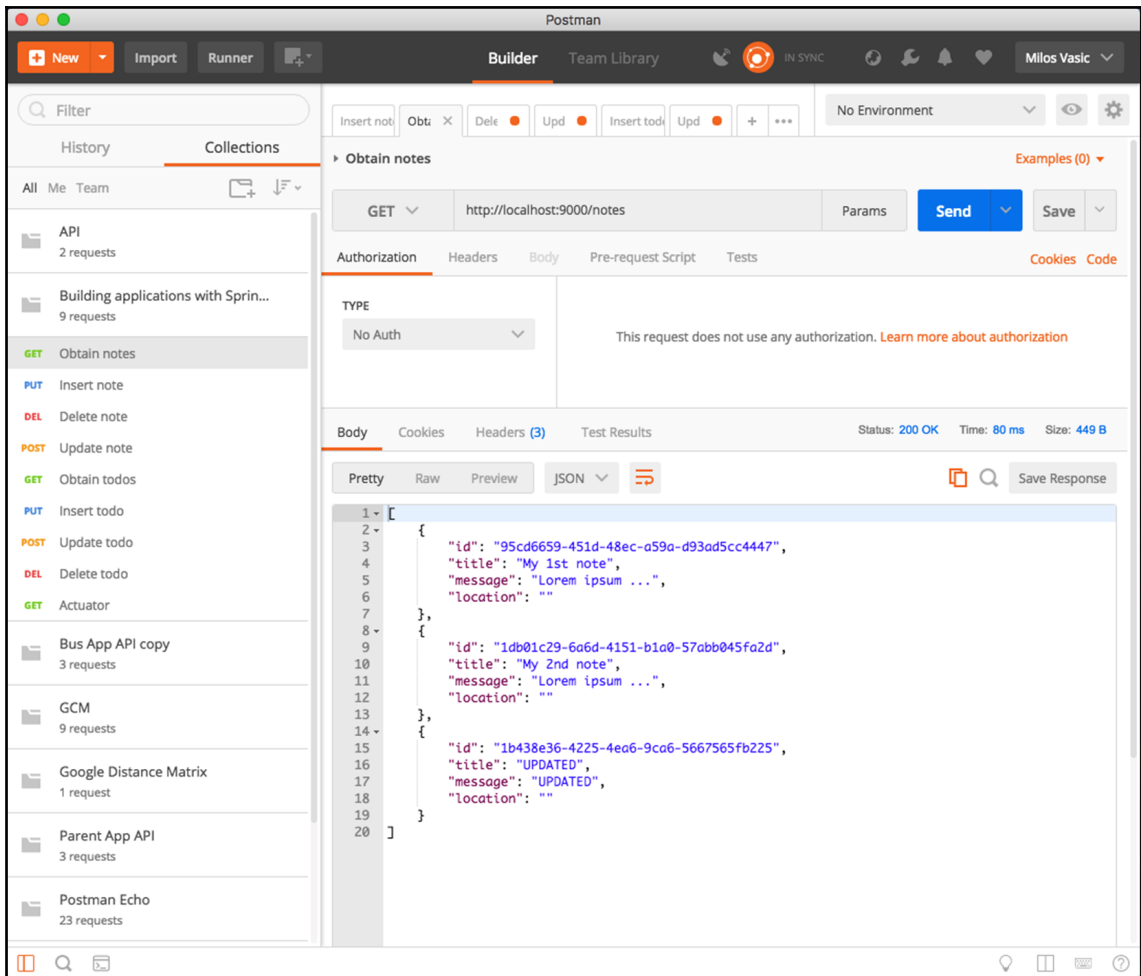 Postman
New Import Runner Builder Team Library IN SYNC Milos Vasic
Filter
History Collections
All Me Team
API
2 requests
Building applications with Sprin...
9 requests
GET Obtain notes
PUT Insert note
DEL Delete note
POST Update note
GET Obtain todos
PUT Insert todo
POST Update todo
DEL Delete todo
GET Actuator
Bus App API copy
3 requests
GCM
9 requests
Google Distance Matrix
1 request
Parent App API
3 requests
Postman Echo
23 requests
Insert not Obta Dele Upd Insert tod Upd + ••• No Environment
Obtain notes Examples (0)
GET http://localhost:9000/notes Params Send Save
Authorization Headers Body Pre-request Script Tests Cookies Code
TYPE
No Auth
This request does not use any authorization. Learn more about authorization
Body Cookies Headers (3) Test Results Status: 200 OK Time: 80 ms Size: 449 B
Pretty Raw Preview JSON Save Response
1 [
2 {
3 "id": "95cd6659-451d-48ec-a59a-d93ad5cc4447",
4 "title": "My 1st note",
5 "message": "Lorem ipsum ...",
6 "location": ""
7 },
8 {
9 "id": "1db01c29-6a6d-4151-b1a0-57abb045fa2d",
10 "title": "My 2nd note",
11 "message": "Lorem ipsum ...",
12 "location": ""
13 },
14 {
15 "id": "1b438e36-4225-4ea6-9ca6-5667565fb225",
16 "title": "UPDATED",
17 "message": "UPDATED",
18 "location": ""
19 }
20 ]